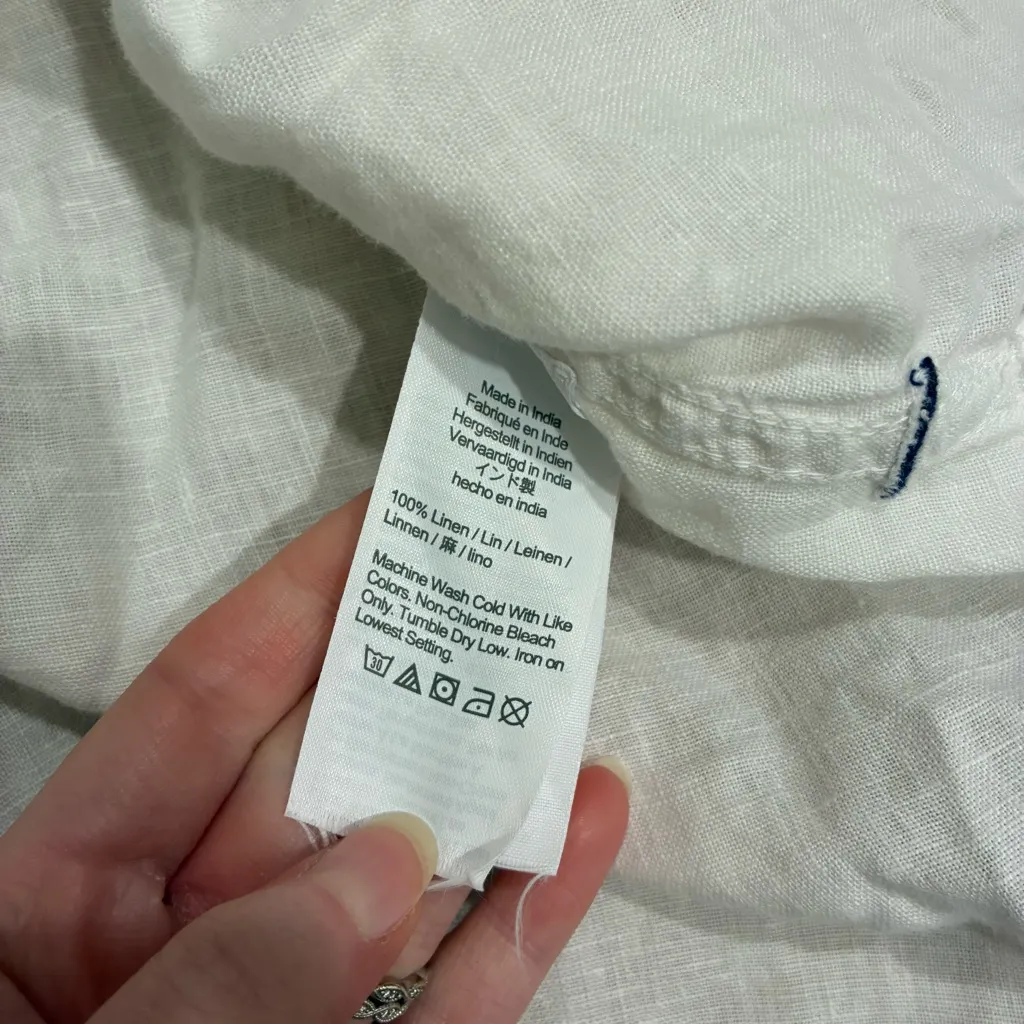 Made in India
Fabriqué en Inde
Hergestellt in Indien
Vervaardigd in India
インド製
hecho en india
100% Linen / Lin / Leinen /
Linnen / 麻 / lino
Machine Wash Cold With Like
Colors. Non-Chlorine Bleach
Only. Tumble Dry Low. Iron on
Lowest Setting.
30